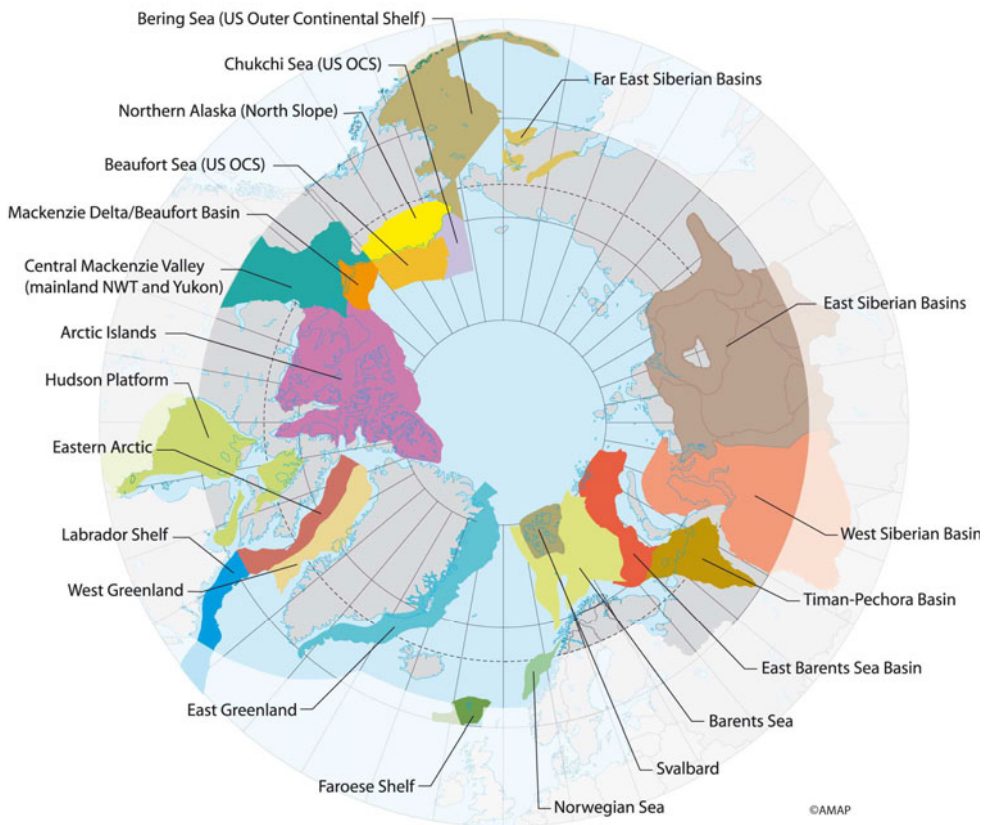 Bering Sea (US Outer Continental Shelf)
Chukchi Sea (US OCS)
Far East Siberian Basins
Northern Alaska (North Slope)
Beaufort Sea (US OCS)
Mackenzie Delta/Beaufort Basin
Central Mackenzie Valley
(mainland NWT and Yukon)
East Siberian Basins
Arctic Islands
Hudson Platform
Eastern Arctic
Labrador Shelf
West Siberian Basin
West Greenland
Timan-Pechora Basin
East Barents Sea Basin
East Greenland
Barents Sea
Svalbard
Faroese Shelf
Norwegian Sea
©AMAP